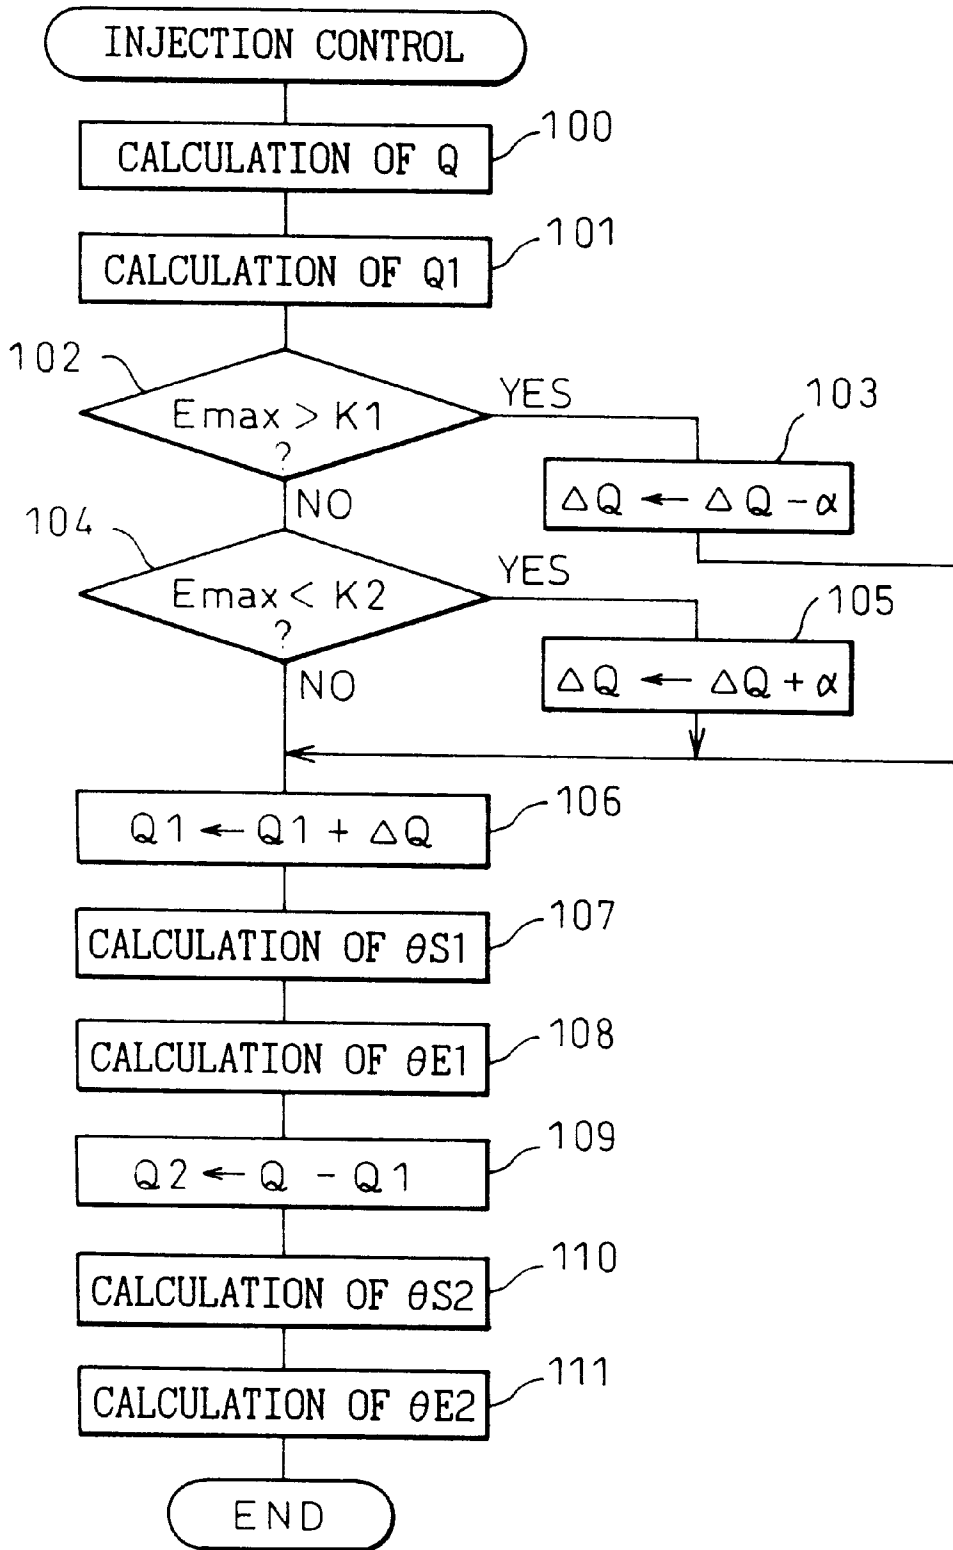 INJECTION CONTROL
100
CALCULATION OF Q
101
CALCULATION OF Q1
102
Emax > K1
?
YES
NO
103
ΔQ ← ΔQ - α
104
Emax < K2
?
YES
NO
105
ΔQ ← ΔQ + α
106
Q1 ← Q1 + ΔQ
107
CALCULATION OF θS1
108
CALCULATION OF θE1
109
Q2 ← Q - Q1
110
CALCULATION OF θS2
111
CALCULATION OF θE2
END